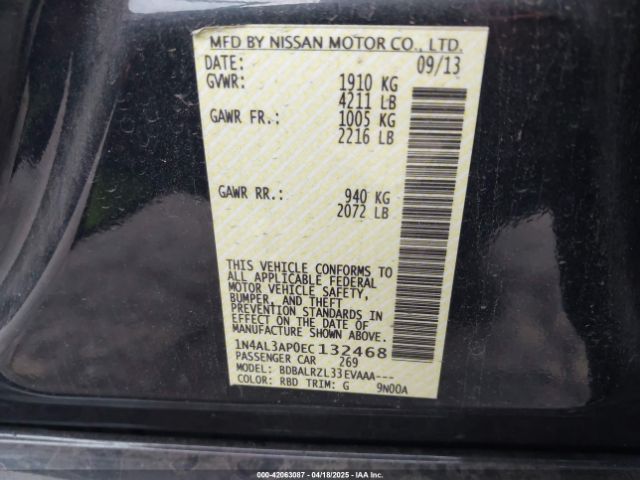 MFD BY NISSAN MOTOR CO., LTD.
DATE: 09/13
GVWR: 1910 KG
4211 LB
GAWR FR.: 1005 KG
2216 LB
GAWR RR.: 940 KG
2072 LB
THIS VEHICLE CONFORMS TO
ALL APPLICABLE FEDERAL
MOTOR VEHICLE SAFETY,
BUMPER, AND THEFT
PREVENTION STANDARDS IN
EFFECT ON THE DATE OF
MANUFACTURE SHOWN ABOVE.
1N4AL3AP0EC132468
PASSENGER CAR 269
MODEL: BDBALRZL33EVAAA---
COLOR: RBD TRIM: G 9N00A
000-42063087 - 04/18/2025 - IAA Inc.